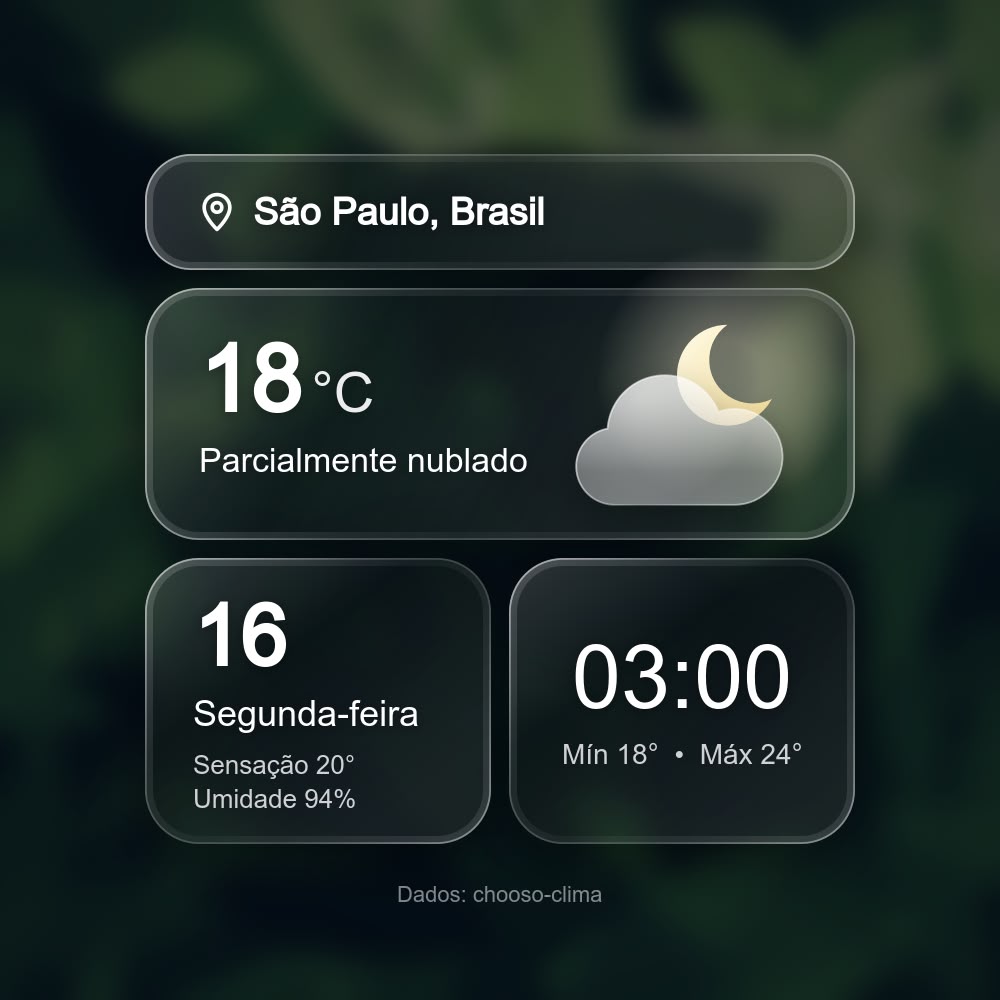 São Paulo, Brasil
18 °C
Parcialmente nublado
16
Segunda-feira
Sensação 20°
Umidade 94%
03:00
Mín 18° • Máx 24°
Dados: chooso-clima